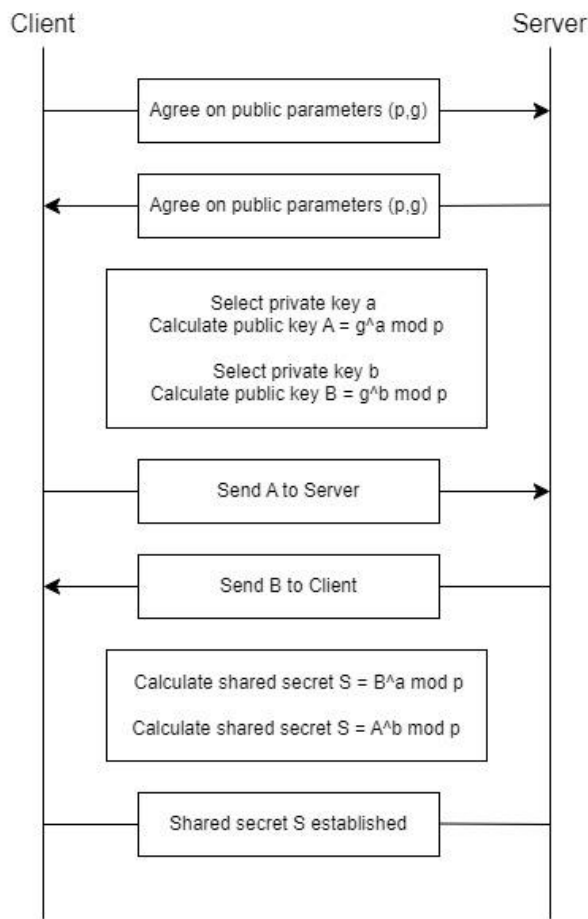 Client
Server
Agree on public parameters (p,g)
Agree on public parameters (p,g)
Select private key a
Calculate public key A = g^a mod p
Select private key b
Calculate public key B = g^b mod p
Send A to Server
Send B to Client
Calculate shared secret S = B^a mod p
Calculate shared secret S = A^b mod p
Shared secret S established